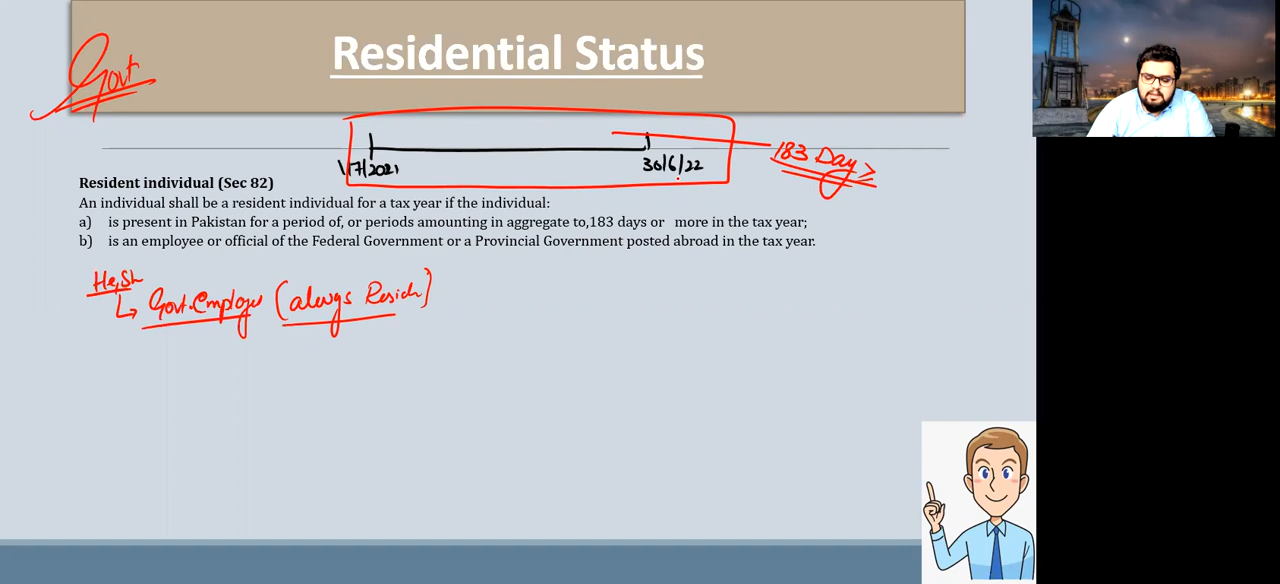 Residential Status
Govt
1/7/2021
30/6/22
183 Days
Resident individual (Sec 82)
An individual shall be a resident individual for a tax year if the individual:
a) is present in Pakistan for a period of, or periods amounting in aggregate to,183 days or more in the tax year;
b) is an employee or official of the Federal Government or a Provincial Government posted abroad in the tax year.
Govt. Employee (always Resid)